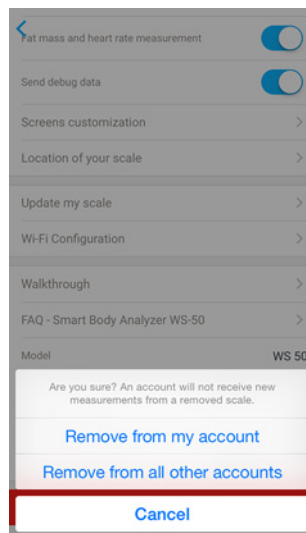 Fat mass and heart rate measurement
Send debug data
Screens customization
Location of your scale
Update my scale
Wi-Fi Configuration
Walkthrough
FAQ - Smart Body Analyzer WS-50
Model WS 50
Are you sure? An account will not receive new
measurements from a removed scale.
Remove from my account
Remove from all other accounts
Cancel